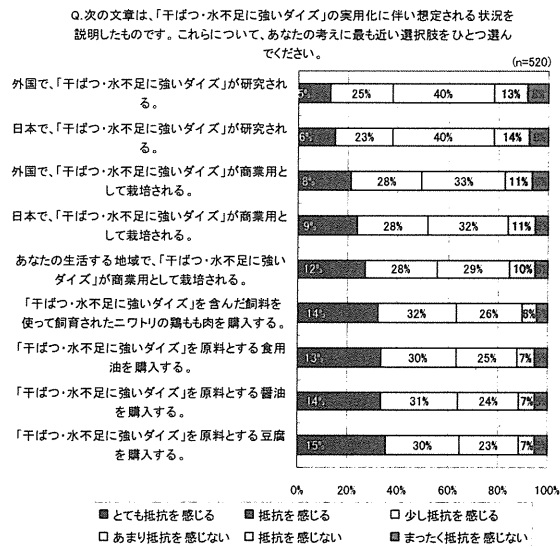 Q.次の文章は、「干ばつ・水不足に強いダイズ」の実用化に伴い想定される状況を
説明したものです。これらについて、あなたの考えに最も近い選択肢をひとつ選ん
でください。
(n=520)
外国で、「干ばつ・水不足に強いダイズ」が研究され
る。
5% 25% 40% 13%
日本で、「干ばつ・水不足に強いダイズ」が研究され
る。
6% 23% 40% 14%
外国で、「干ばつ・水不足に強いダイズ」が商業用と
して栽培される。
8% 28% 33% 11%
日本で、「干ばつ・水不足に強いダイズ」が商業用と
して栽培される。
9% 28% 32% 11%
あなたの生活する地域で、「干ばつ・水不足に強い
ダイズ」が商業用として栽培される。
12% 28% 29% 10%
「干ばつ・水不足に強いダイズ」を含んだ飼料を
使って飼育されたニワトリの鶏もも肉を購入する。
14% 32% 26% 6%
「干ばつ・水不足に強いダイズ」を原料とする食用
油を購入する。
13% 30% 25% 7%
「干ばつ・水不足に強いダイズ」を原料とする醤油
を購入する。
14% 31% 24% 7%
「干ばつ・水不足に強いダイズ」を原料とする豆腐
を購入する。
15% 30% 23% 7%
0% 20% 40% 60% 80% 100%
とても抵抗を感じる 抵抗を感じる 少し抵抗を感じる
あまり抵抗を感じない 抵抗を感じない まったく抵抗感じない